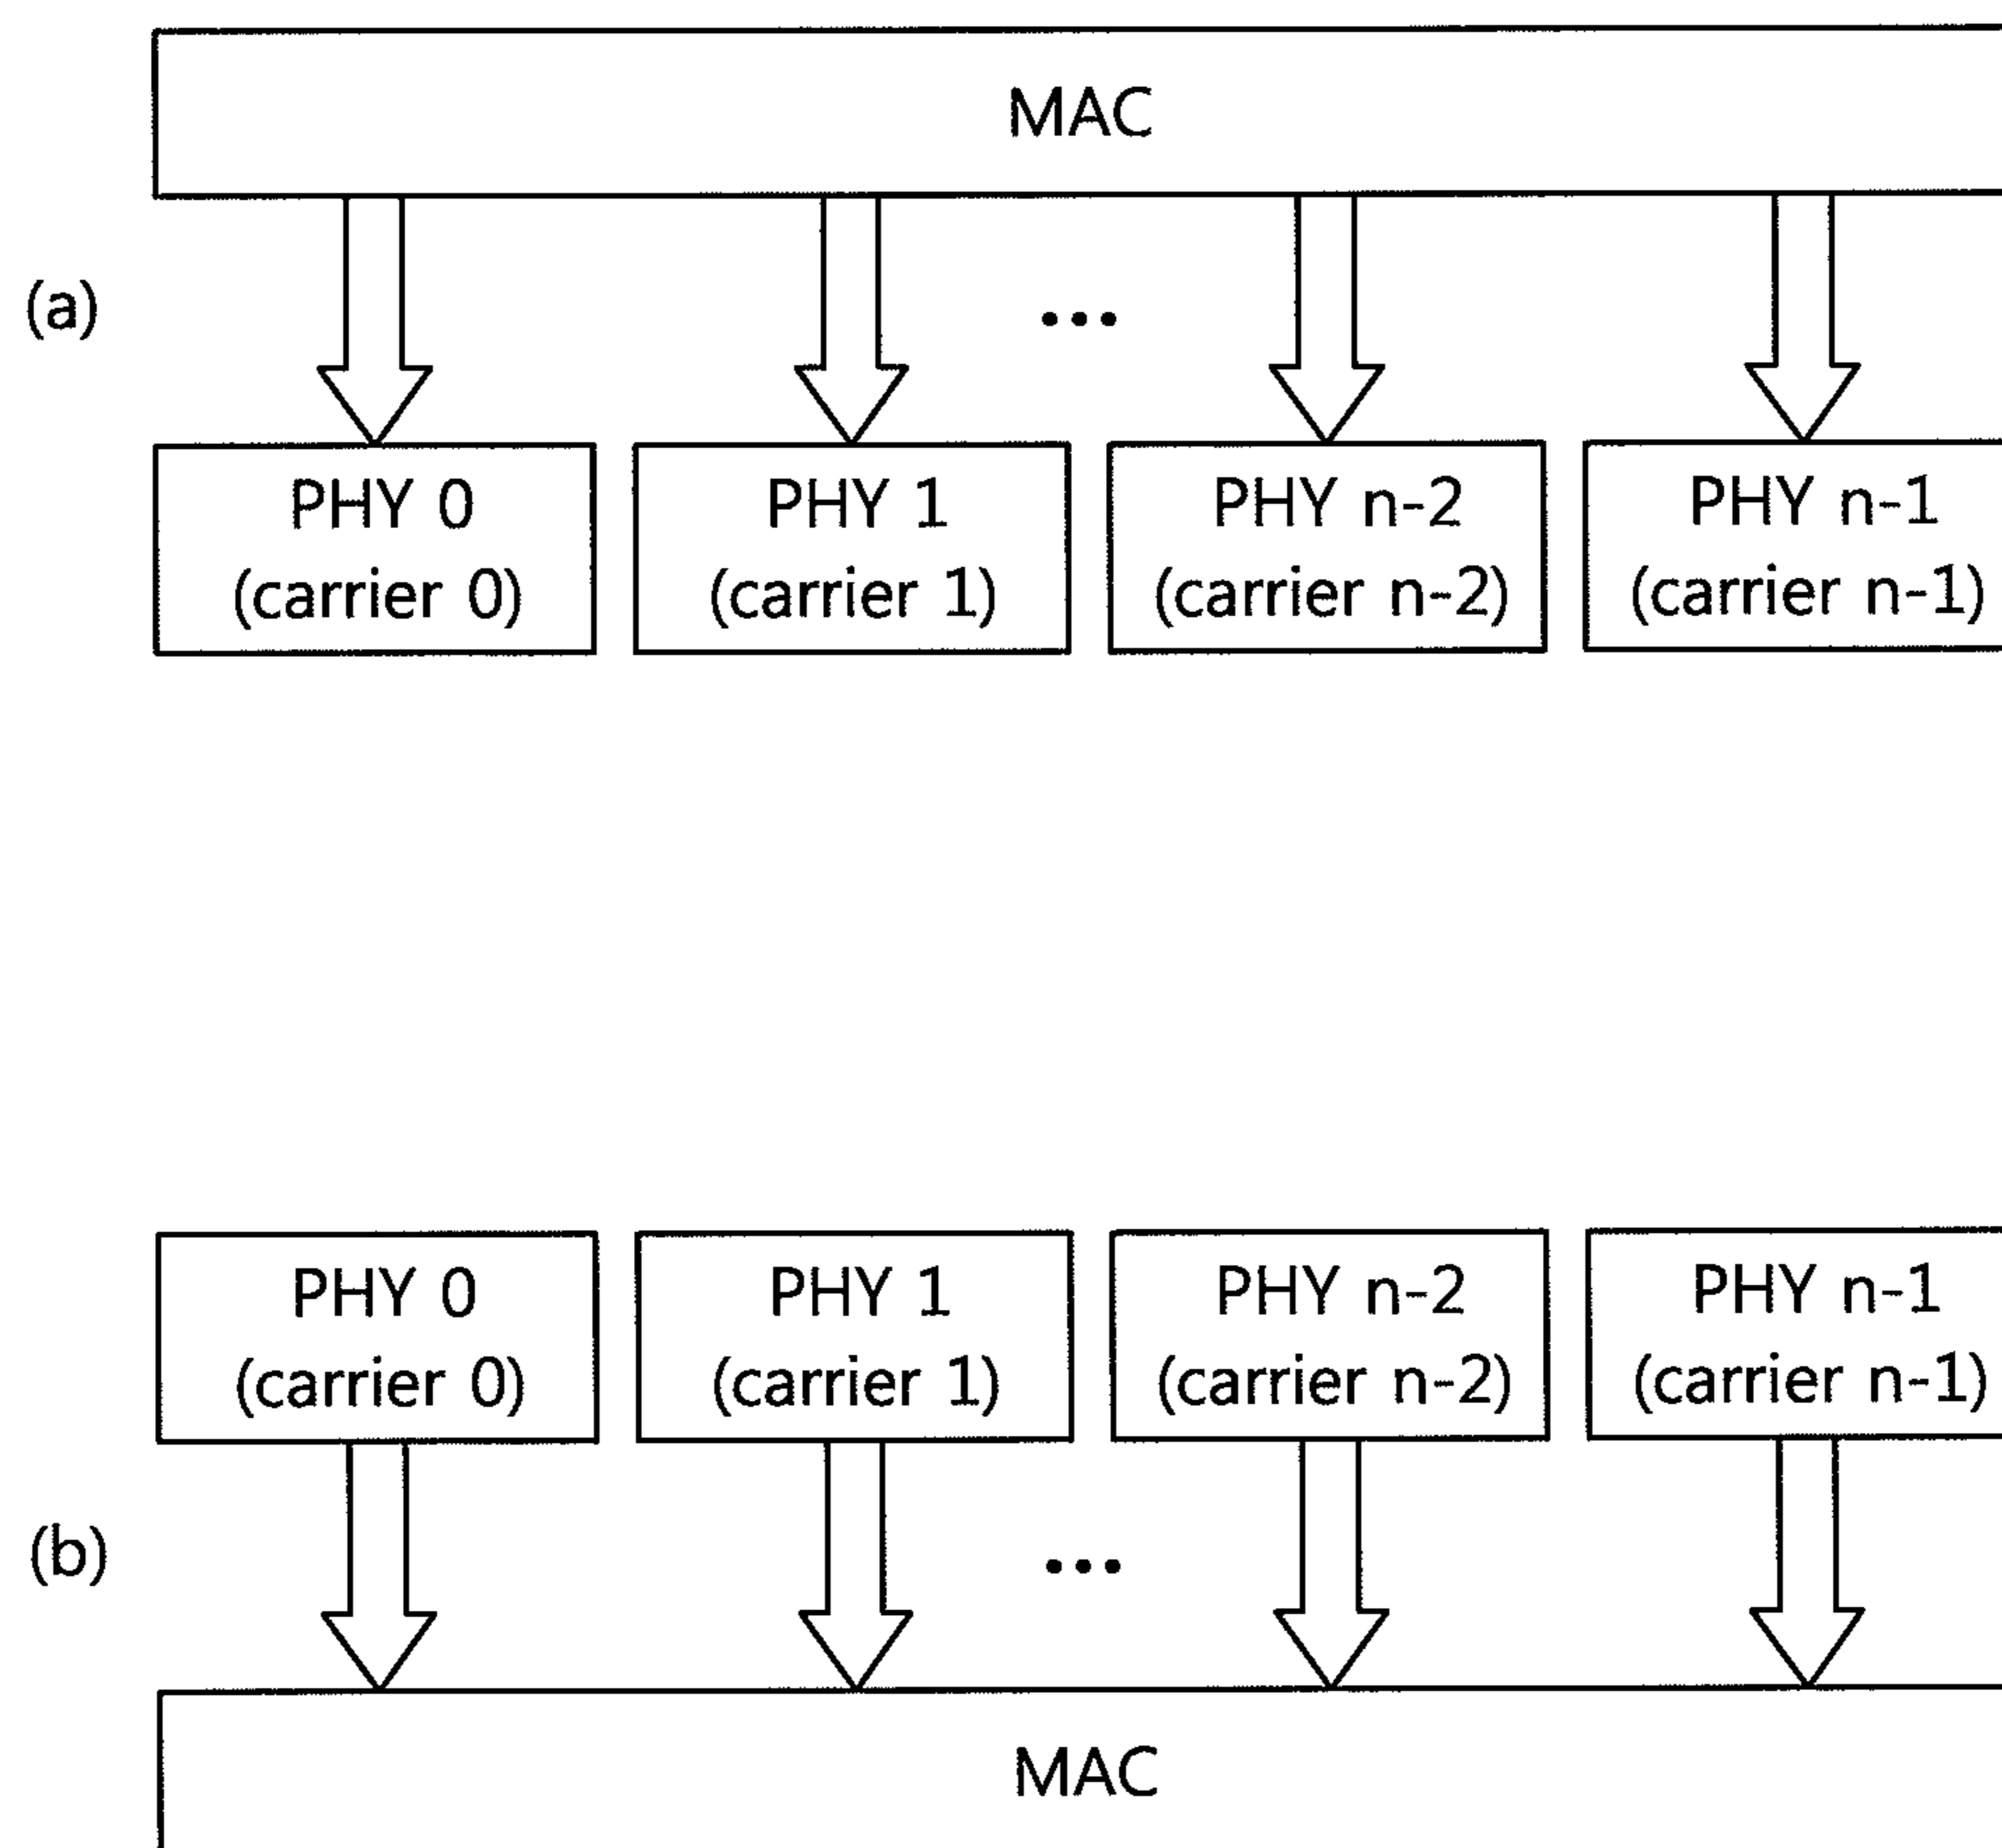 MAC
(a)
...
PHY 0
(carrier 0)
PHY 1
(carrier 1)
PHY n-2
(carrier n-2)
PHY n-1
(carrier n-1)
PHY 0
(carrier 0)
PHY 1
(carrier 1)
PHY n-2
(carrier n-2)
PHY n-1
(carrier n-1)
(b)
...
MAC